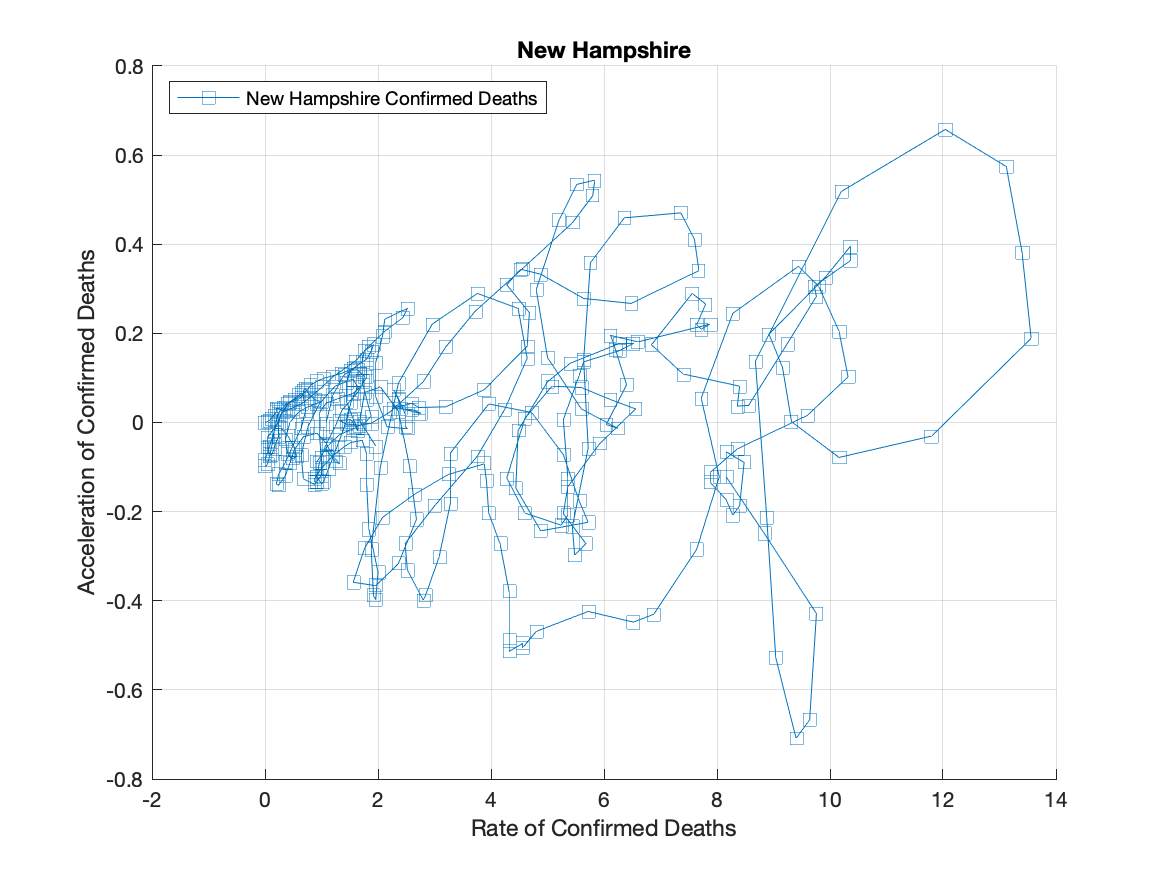 New Hampshire
0.8
New Hampshire Confirmed Deaths
0.6
0.4
0.2
0
-0.2
-0.4
-0.6
-0.8
Acceleration of Confirmed Deaths
-2 0 2 4 6 8 10 12 14
Rate of Confirmed Deaths